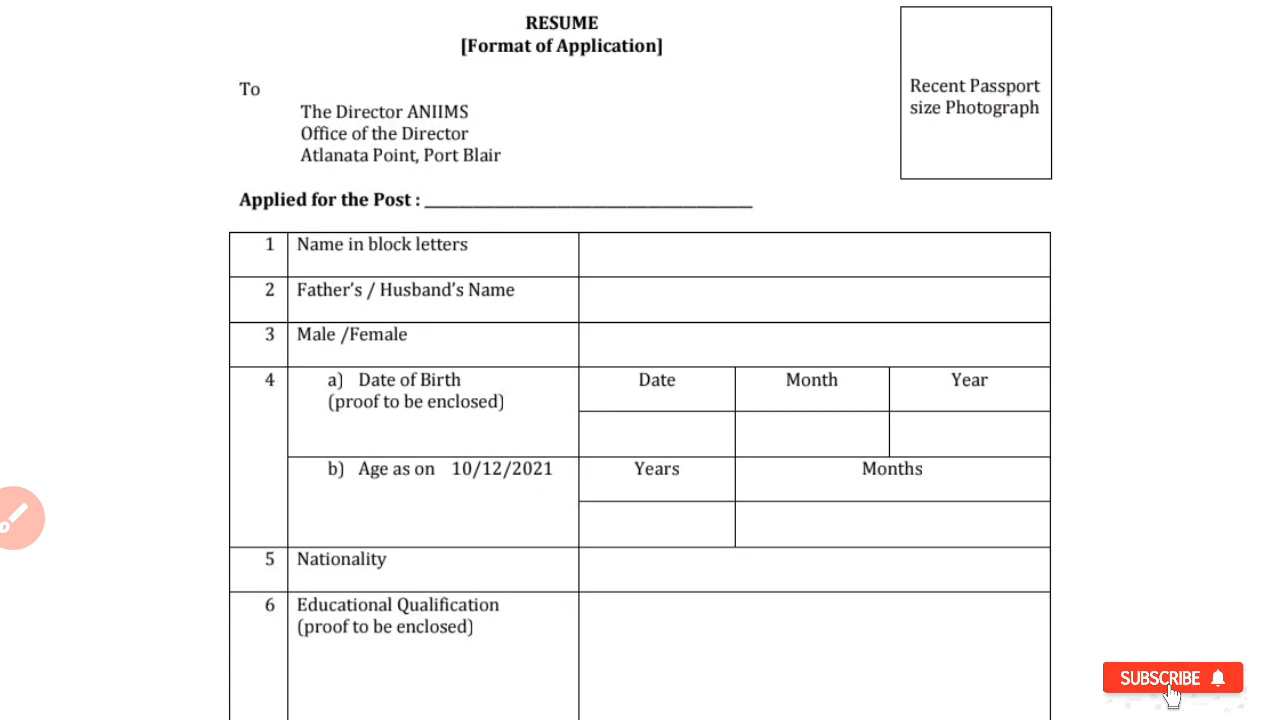 RESUME
[Format of Application]
Recent Passport
size Photograph
To
The Director ANIIMS
Office of the Director
Atlanata Point, Port Blair
Applied for the Post : ______________________________________
1 Name in block letters
2 Father's / Husband's Name
3 Male /Female
4 a) Date of Birth Date Month Year
(proof to be enclosed)
b) Age as on 10/12/2021 Years Months
5 Nationality
6 Educational Qualification
(proof to be enclosed)
SUBSCRIBE